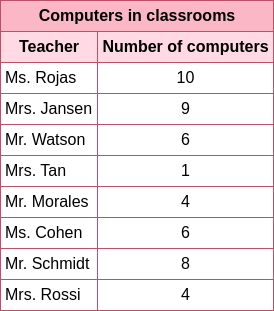 Computers in classrooms
Teacher Number of computers
Ms. Rojas 10
Mrs. Jansen 9
Mr. Watson 6
Mrs. Tan 1
Mr. Morales 4
Ms. Cohen 6
Mr. Schmidt 8
Mrs. Rossi 4